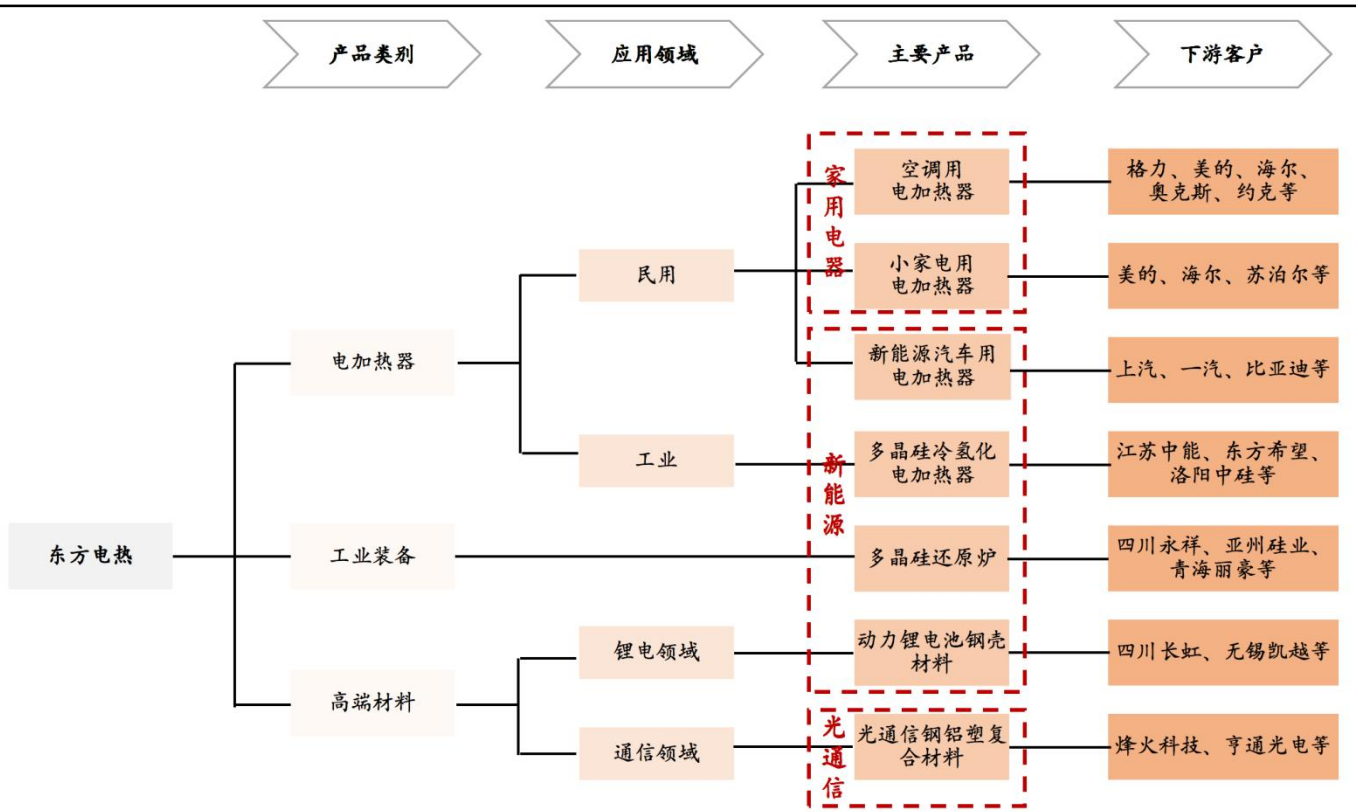 产品类别
应用领域
主要产品
下游客户
家用电器
空调用
电加热器
格力、美的、海尔、
奥克斯、约克等
民用
小家电用
电加热器
美的、海尔、苏泊尔等
电加热器
新能源汽车用
电加热器
上汽、一汽、比亚迪等
工业
新能源
多晶硅冷氢化
电加热器
江苏中能、东方希望、
洛阳中硅等
东方电热
工业装备
多晶硅还原炉
四川永祥、亚州硅业、
青海丽豪等
锂电领域
动力锂电池钢壳
材料
四川长虹、无锡凯越等
高端材料
通信领域
光通信
光通信钢铝塑复
合材料
烽火科技、亨通光电等